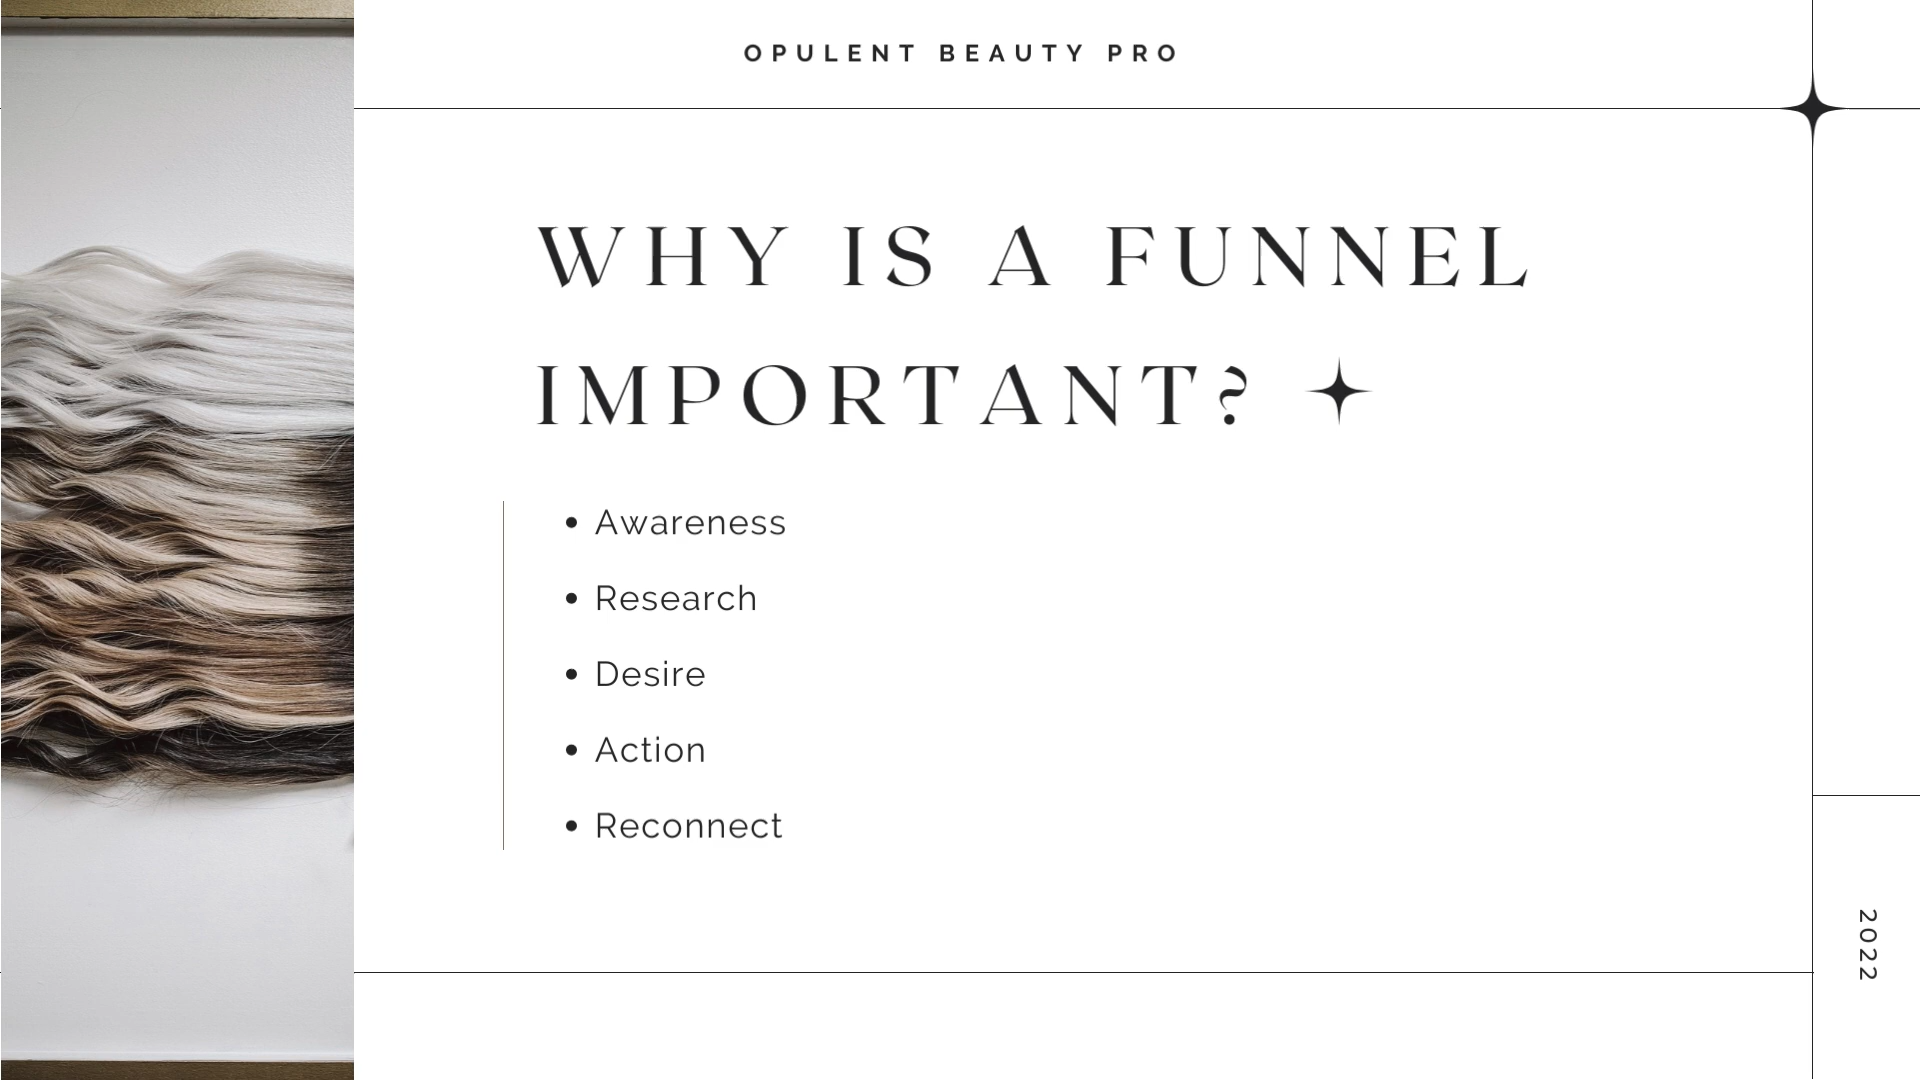 OPULENT BEAUTY PRO
WHY IS A FUNNEL
IMPORTANT?
• Awareness
• Research
• Desire
• Action
• Reconnect
2022